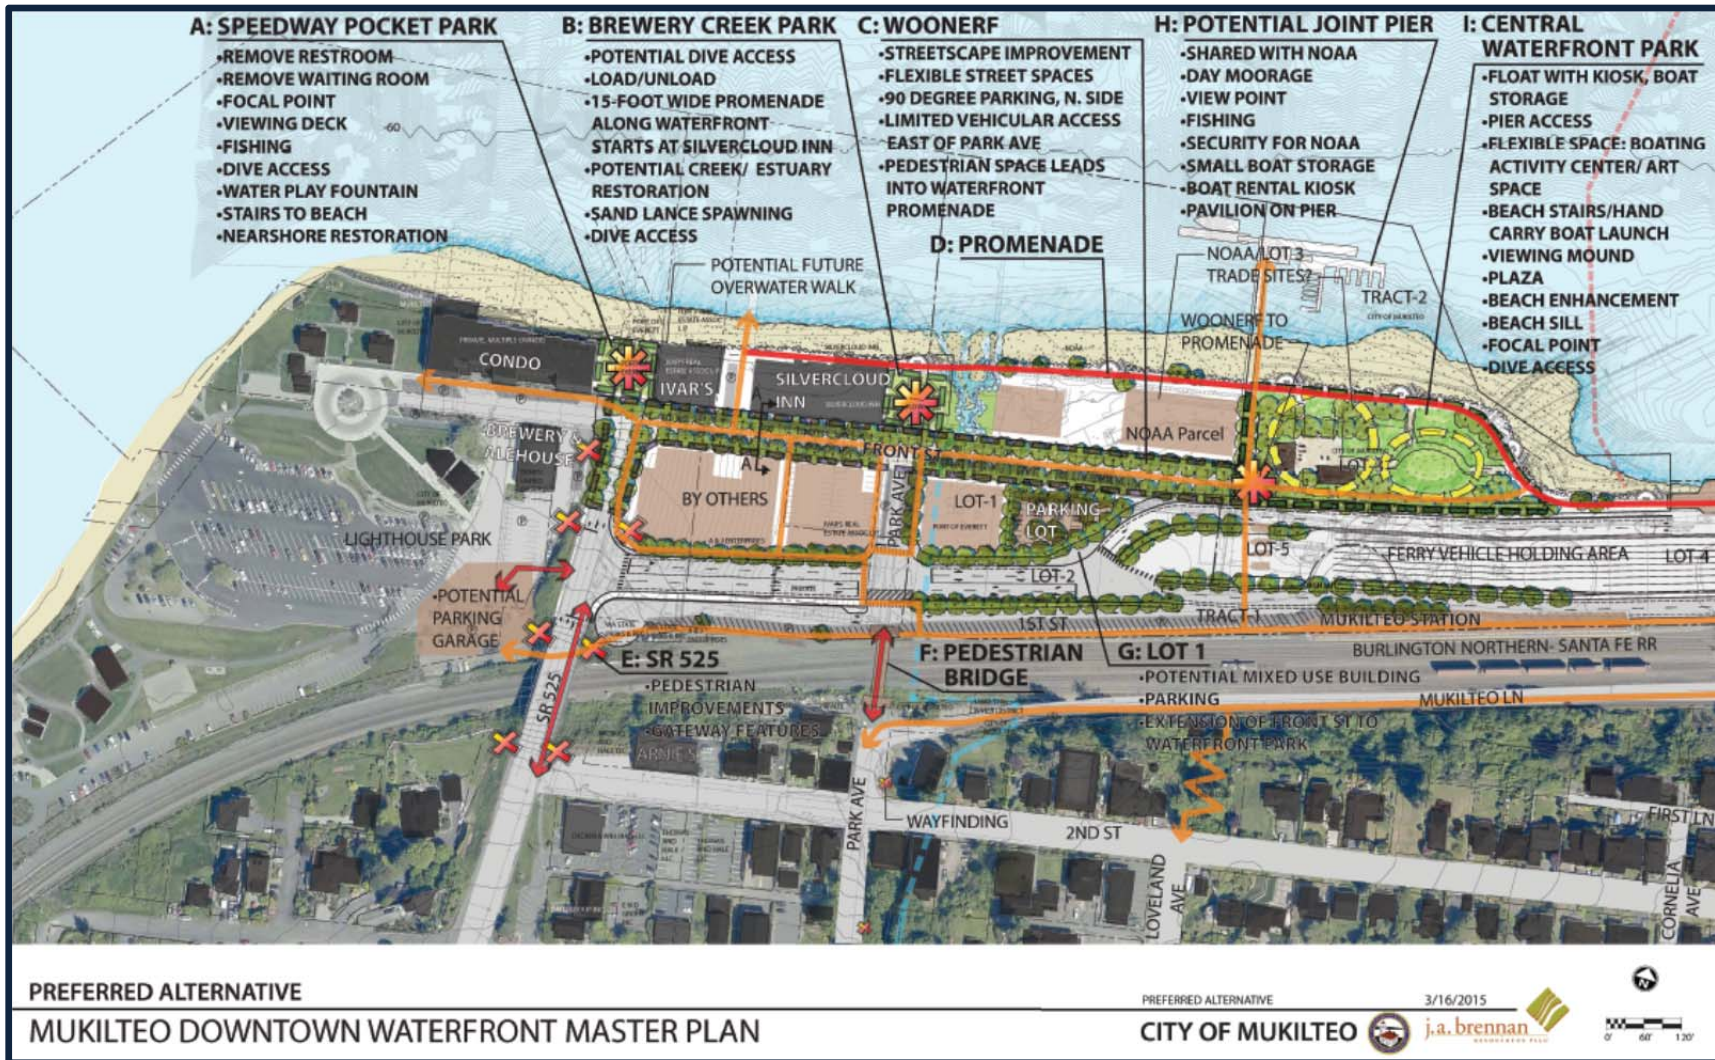 A: SPEEDWAY POCKET PARK
•REMOVE RESTROOM
•REMOVE WAITING ROOM
•FOCAL POINT
•VIEWING DECK
•FISHING
•DIVE ACCESS
•WATER PLAY FOUNTAIN
•STAIRS TO BEACH
•NEARSHORE RESTORATION
B: BREWERY CREEK PARK
•POTENTIAL DIVE ACCESS
•LOAD/UNLOAD
•15-FOOT WIDE PROMENADE
ALONG WATERFRONT
STARTS AT SILVERCLOUD INN
•POTENTIAL CREEK/ ESTUARY
RESTORATION
•SAND LANCE SPAWNING
•DIVE ACCESS
C: WOONERF
•STREETSCAPE IMPROVEMENT
•FLEXIBLE STREET SPACES
•90 DEGREE PARKING, N. SIDE
•LIMITED VEHICULAR ACCESS
EAST OF PARK AVE
•PEDESTRIAN SPACE LEADS
INTO WATERFRONT
PROMENADE
D: PROMENADE
H: POTENTIAL JOINT PIER
•SHARED WITH NOAA
•DAY MOORAGE
•VIEW POINT
•FISHING
•SECURITY FOR NOAA
•SMALL BOAT STORAGE
•BOAT RENTAL KIOSK
•PAVILION ON PIER
I: CENTRAL
WATERFRONT PARK
•FLOAT WITH KIOSK, BOAT
STORAGE
•PIER ACCESS
•FLEXIBLE SPACE: BOATING
ACTIVITY CENTER/ ART
SPACE
•BEACH STAIRS/HAND
CARRY BOAT LAUNCH
•VIEWING MOUND
•PLAZA
•BEACH ENHANCEMENT
•BEACH SILL
•FOCAL POINT
•DIVE ACCESS
-60
POTENTIAL FUTURE
OVERWATER WALK
NOAA/LOT 3
TRADE SITES?
TRACT-2
CITY OF MUKILTEO
WOONERF TO
PROMENADE
CONDO
IVAR'S
SILVERCLOUD
INN
NOAA
NOAA Parcel
BREWERY &
ALEHOUSE
FRONT ST
BY OTHERS
PARK AVE
LOT-1
PORT OF EVERETT
PARKING
LOT
LIGHTHOUSE PARK
LOT-2
LOT-5
FERRY VEHICLE HOLDING AREA
LOT-4
•POTENTIAL
PARKING
GARAGE
1ST ST
TRACT-1
MUKILTEO STATION
BURLINGTON NORTHERN- SANTA FE RR
MUKILTEO LN
E: SR 525
•PEDESTRIAN
IMPROVEMENTS
•GATEWAY FEATURES
SR 525
F: PEDESTRIAN
BRIDGE
G: LOT 1
•POTENTIAL MIXED USE BUILDING
•PARKING
•EXTENSION OF FRONT ST TO
WATERFRONT PARK
ARNIE'S
PARK AVE
WAYFINDING
2ND ST
LOVELAND
AVE
FIRST LN
CORNELIA
AVE
PREFERRED ALTERNATIVE
MUKILTEO DOWNTOWN WATERFRONT MASTER PLAN
PREFERRED ALTERNATIVE
3/16/2015
CITY OF MUKILTEO
j.a. brennan
N
0' 60' 120'